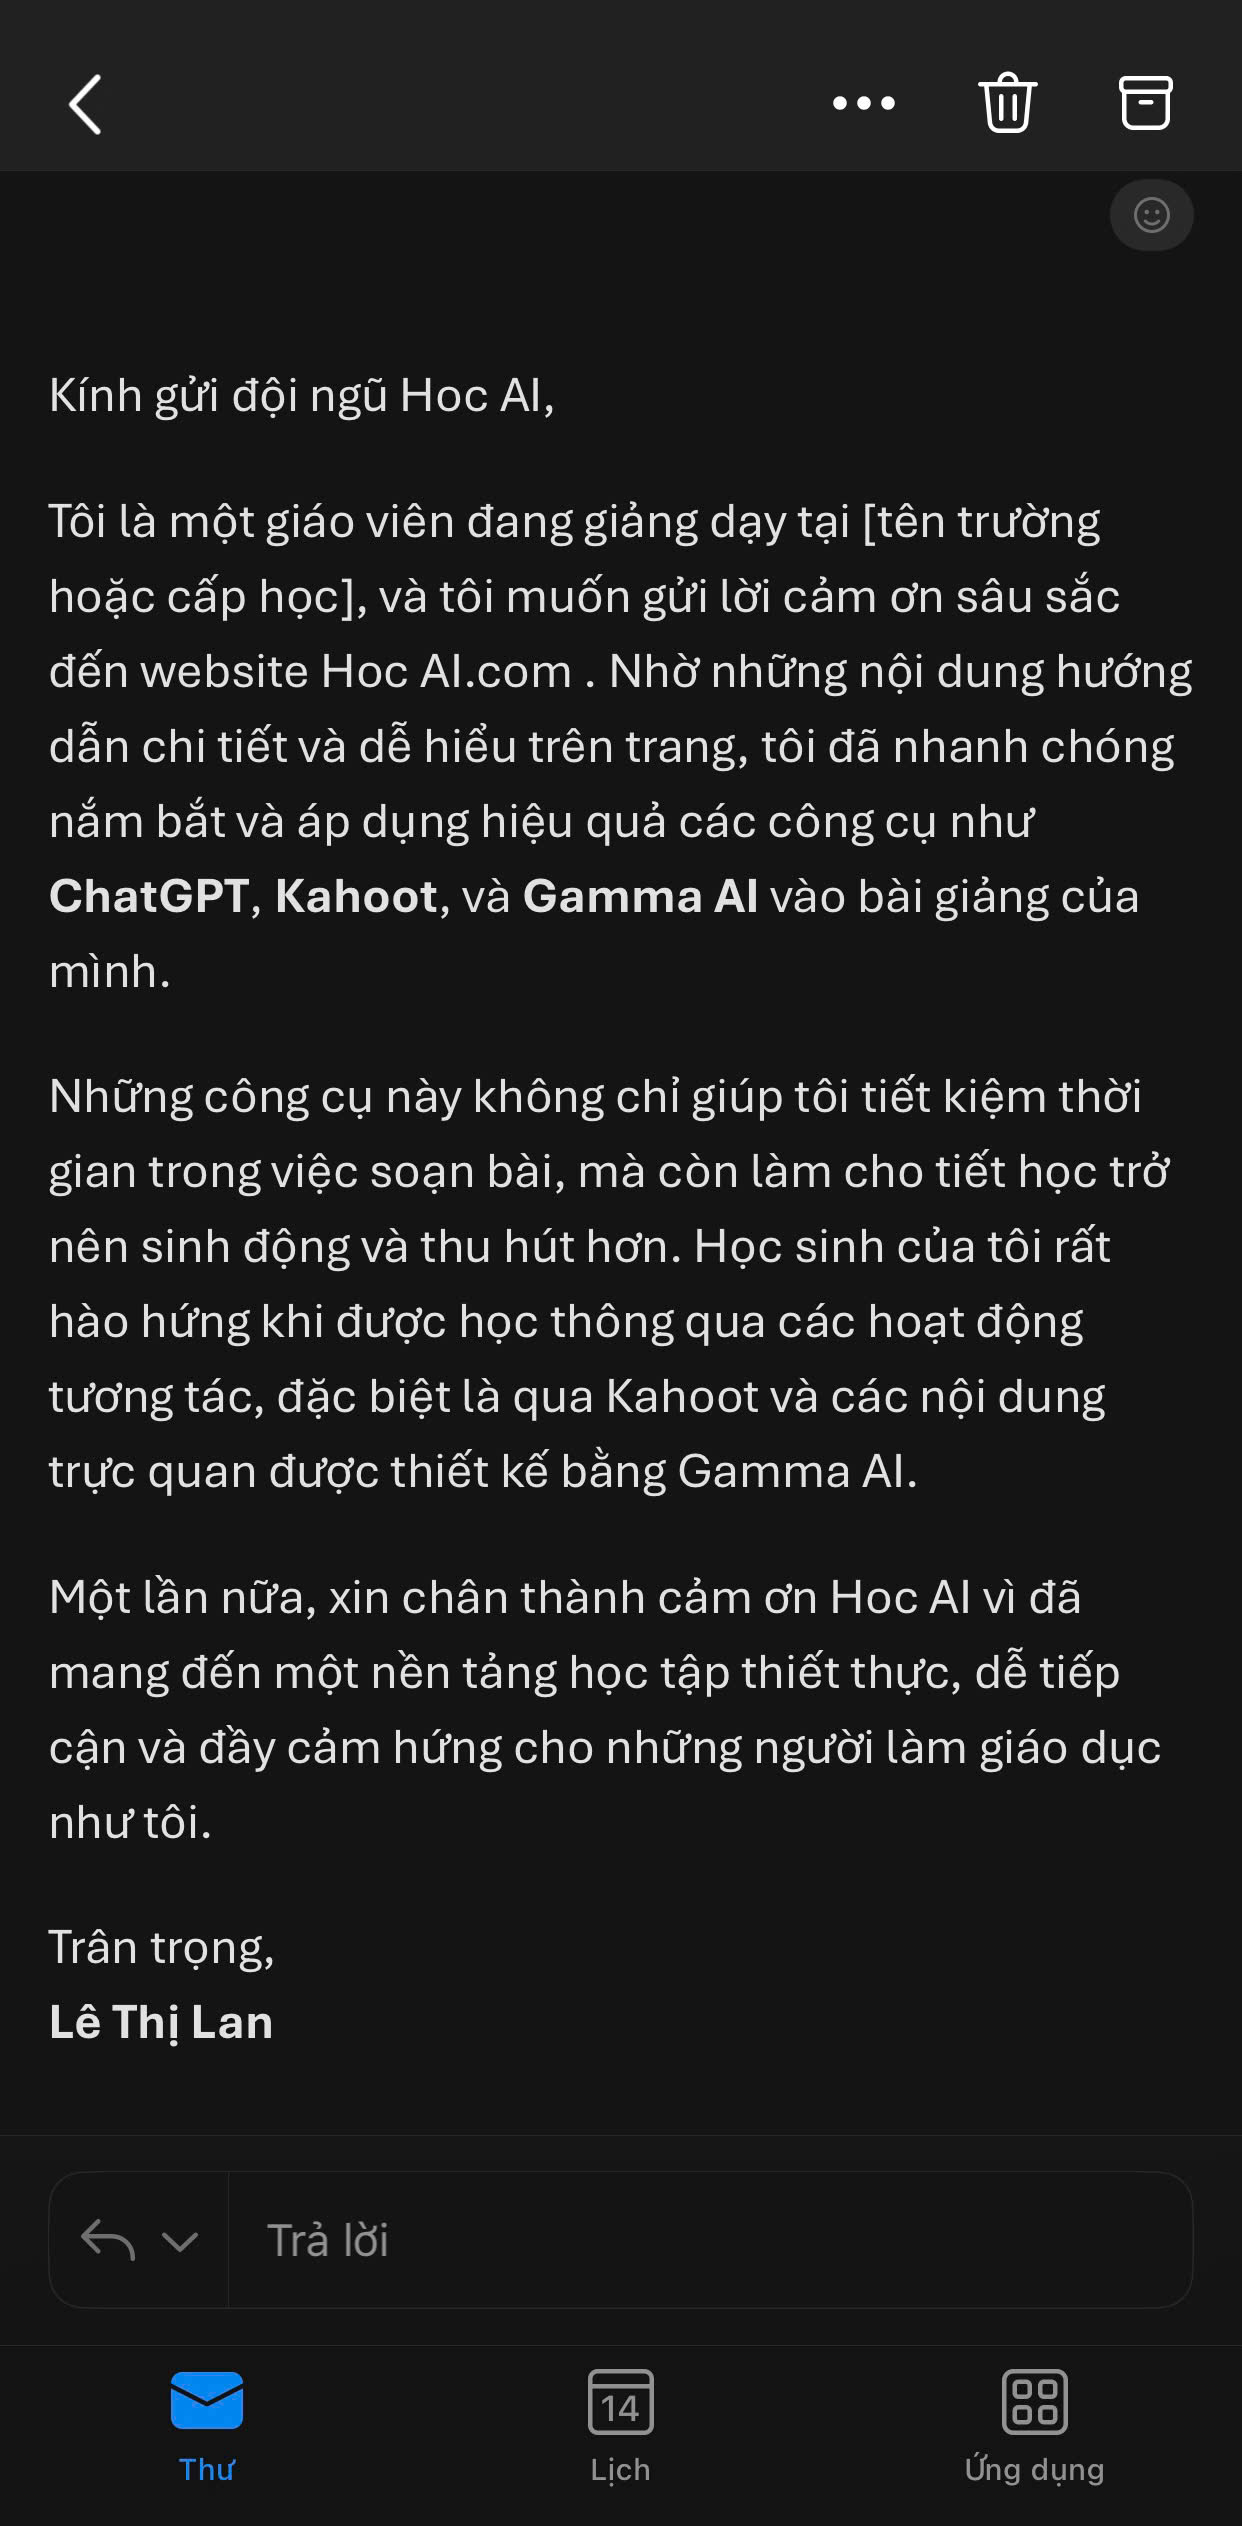 Kính gửi đội ngũ Hoc AI,
Tôi là một giáo viên đang giảng dạy tại [tên trường
hoặc cấp học], và tôi muốn gửi lời cảm ơn sâu sắc
đến website Hoc AI.com . Nhờ những nội dung hướng
dẫn chi tiết và dễ hiểu trên trang, tôi đã nhanh chóng
nắm bắt và áp dụng hiệu quả các công cụ như
ChatGPT, Kahoot, và Gamma AI vào bài giảng của
mình.
Những công cụ này không chỉ giúp tôi tiết kiệm thời
gian trong việc soạn bài, mà còn làm cho tiết học trở
nên sinh động và thu hút hơn. Học sinh của tôi rất
hào hứng khi được học thông qua các hoạt động
tương tác, đặc biệt là qua Kahoot và các nội dung
trực quan được thiết kế bằng Gamma AI.
Một lần nữa, xin chân thành cảm ơn Hoc AI vì đã
mang đến một nền tảng học tập thiết thực, dễ tiếp
cận và đầy cảm hứng cho những người làm giáo dục
như tôi.
Trân trọng,
Lê Thị Lan
Trả lời
14
Thư
Lịch
Ứng dụng